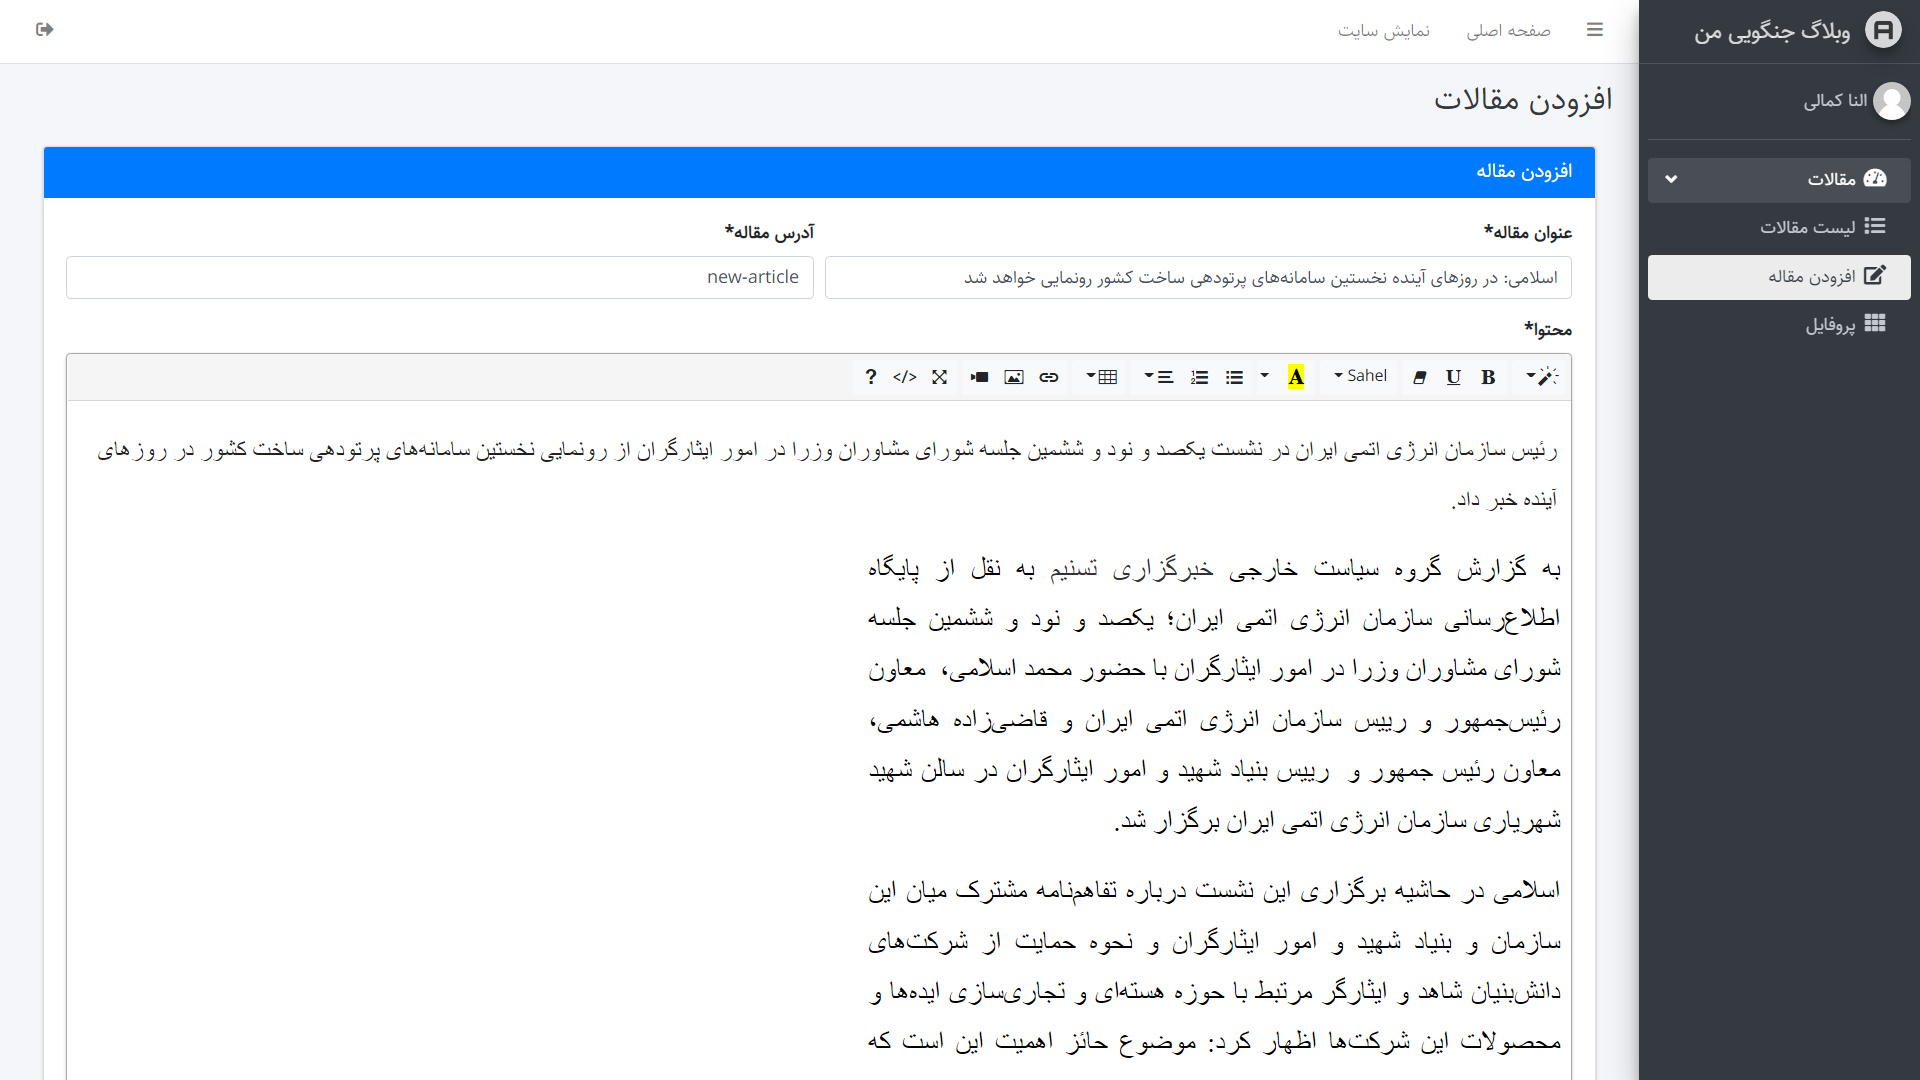 وبلاگ جنگویی من
صفحه اصلی
نمایش سایت
النا کمالی
مقالات
لیست مقالات
افزودن مقاله
پروفایل
افزودن مقالات
افزودن مقاله
عنوان مقاله*
آدرس مقاله*
اسلامی: در روزهای آینده نخستین سامانه‌های پرتودهی ساخت کشور رونمایی خواهد شد
new-article
محتوا*
B U Sahel A </> ?
رئیس سازمان انرژی اتمی ایران در نشست یکصد و نود و ششمین جلسه شورای مشاوران وزرا در امور ایثارگران از رونمایی نخستین سامانه‌های پرتودهی ساخت کشور در روزهای
آینده خبر داد.
به گزارش گروه سیاست خارجی خبرگزاری تسنیم به نقل از پایگاه
اطلاع‌رسانی سازمان انرژی اتمی ایران؛ یکصد و نود و ششمین جلسه
شورای مشاوران وزرا در امور ایثارگران با حضور محمد اسلامی، معاون
رئیس‌جمهور و رییس سازمان انرژی اتمی ایران و قاضی‌زاده هاشمی،
معاون رئیس جمهور و رییس بنیاد شهید و امور ایثارگران در سالن شهید
شهریاری سازمان انرژی اتمی ایران برگزار شد.
اسلامی در حاشیه برگزاری این نشست درباره تفاهم‌نامه مشترک میان این
سازمان و بنیاد شهید و امور ایثارگران و نحوه حمایت از شرکت‌های
دانش‌بنیان شاهد و ایثارگر مرتبط با حوزه هسته‌ای و تجاری‌سازی ایده‌ها و
محصولات این شرکت‌ها اظهار کرد: موضوع حائز اهمیت این است که